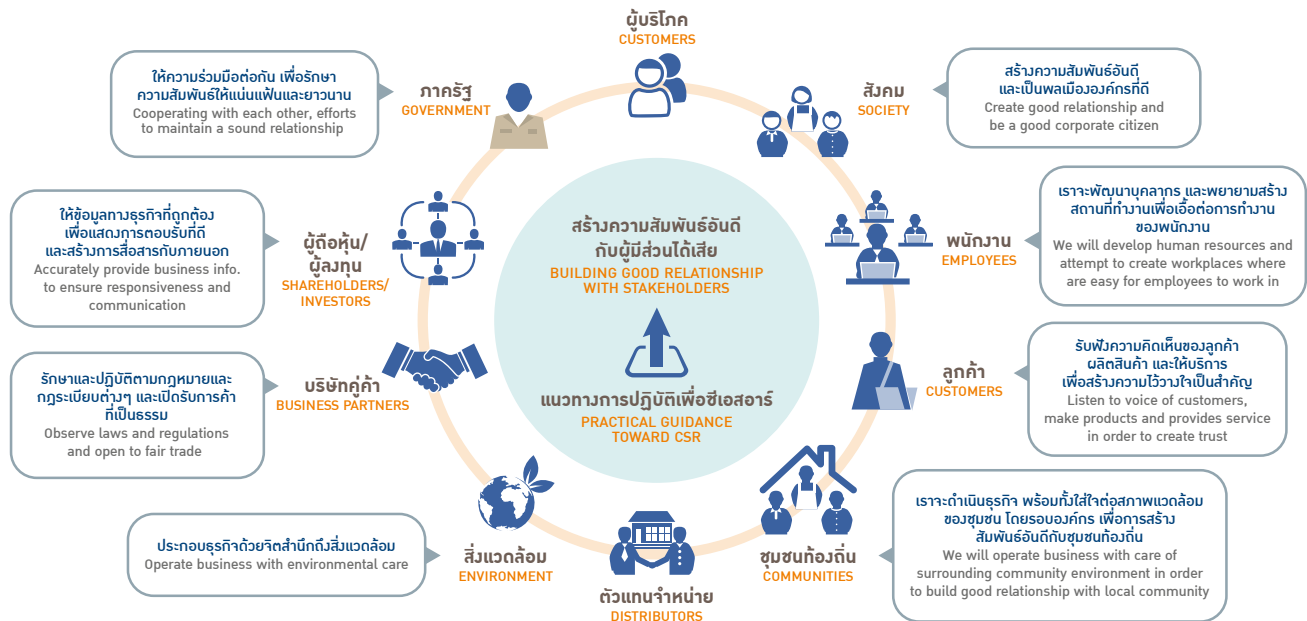 ผู้บริโภค
CUSTOMERS
ภาครัฐ
GOVERNMENT
ให้ความร่วมมือต่อกัน เพื่อรักษา
ความสัมพันธ์ให้แน่นแฟ้นและยาวนาน
Cooperating with each other, efforts
to maintain a sound relationship
สังคม
SOCIETY
สร้างความสัมพันธ์อันดี
และเป็นพลเมืององค์กรที่ดี
Create good relationship and
be a good corporate citizen
ให้ข้อมูลทางธุรกิจที่ถูกต้อง
เพื่อแสดงการตอบรับที่ดี
และสร้างการสื่อสารกับภายนอก
Accurately provide business info.
to ensure responsiveness and
communication
ผู้ถือหุ้น/
ผู้ลงทุน
SHAREHOLDERS/
INVESTORS
สร้างความสัมพันธ์อันดี
กับผู้มีส่วนได้เสีย
BUILDING GOOD RELATIONSHIP
WITH STAKEHOLDERS
แนวทางการปฏิบัติเพื่อซีเอสอาร์
PRACTICAL GUIDANCE
TOWARD CSR
พนักงาน
EMPLOYEES
เราจะพัฒนาบุคลากร และพยายามสร้าง
สถานที่ทำงานเพื่อเอื้อต่อการทำงาน
ของพนักงาน
We will develop human resources and
attempt to create workplaces where
are easy for employees to work in
รักษาและปฏิบัติตามกฎหมายและ
กฎระเบียบต่างๆ และเปิดรับการค้า
ที่เป็นธรรม
Observe laws and regulations
and open to fair trade
บริษัทคู่ค้า
BUSINESS PARTNERS
ลูกค้า
CUSTOMERS
รับฟังความคิดเห็นของลูกค้า
ผลิตสินค้า และให้บริการ
เพื่อสร้างความไว้วางใจเป็นสำคัญ
Listen to voice of customers,
make products and provides service
in order to create trust
ประกอบธุรกิจด้วยจิตสำนึกถึงสิ่งแวดล้อม
Operate business with environmental care
สิ่งแวดล้อม
ENVIRONMENT
ตัวแทนจำหน่าย
DISTRIBUTORS
ชุมชนท้องถิ่น
COMMUNITIES
เราจะดำเนินธุรกิจ พร้อมทั้งใส่ใจต่อสภาพแวดล้อม
ของชุมชน โดยรอบองค์กร เพื่อการสร้าง
สัมพันธ์อันดีกับชุมชนท้องถิ่น
We will operate business with care of
surrounding community environment in order
to build good relationship with local community